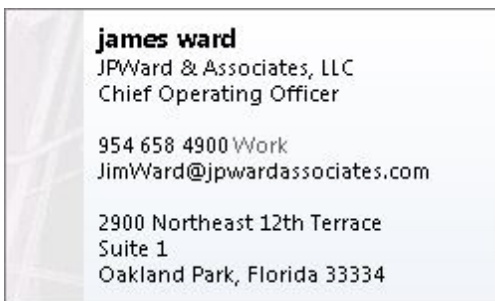 james ward
JPWard & Associates, LLC
Chief Operating Officer
954 658 4900 Work
JimWard@jpwardassociates.com
2900 Northeast 12th Terrace
Suite 1
Oakland Park, Florida 33334